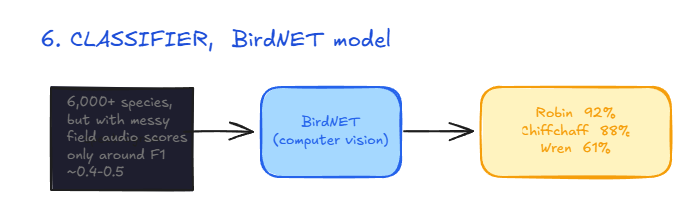 6. CLASSIFIER, BirdNET model
6,000+ species,
but with messy
field audio scores
only around F1
~0.4-0.5
BirdNET
(computer vision)
Robin 92%
Chiffchaff 88%
Wren 61%